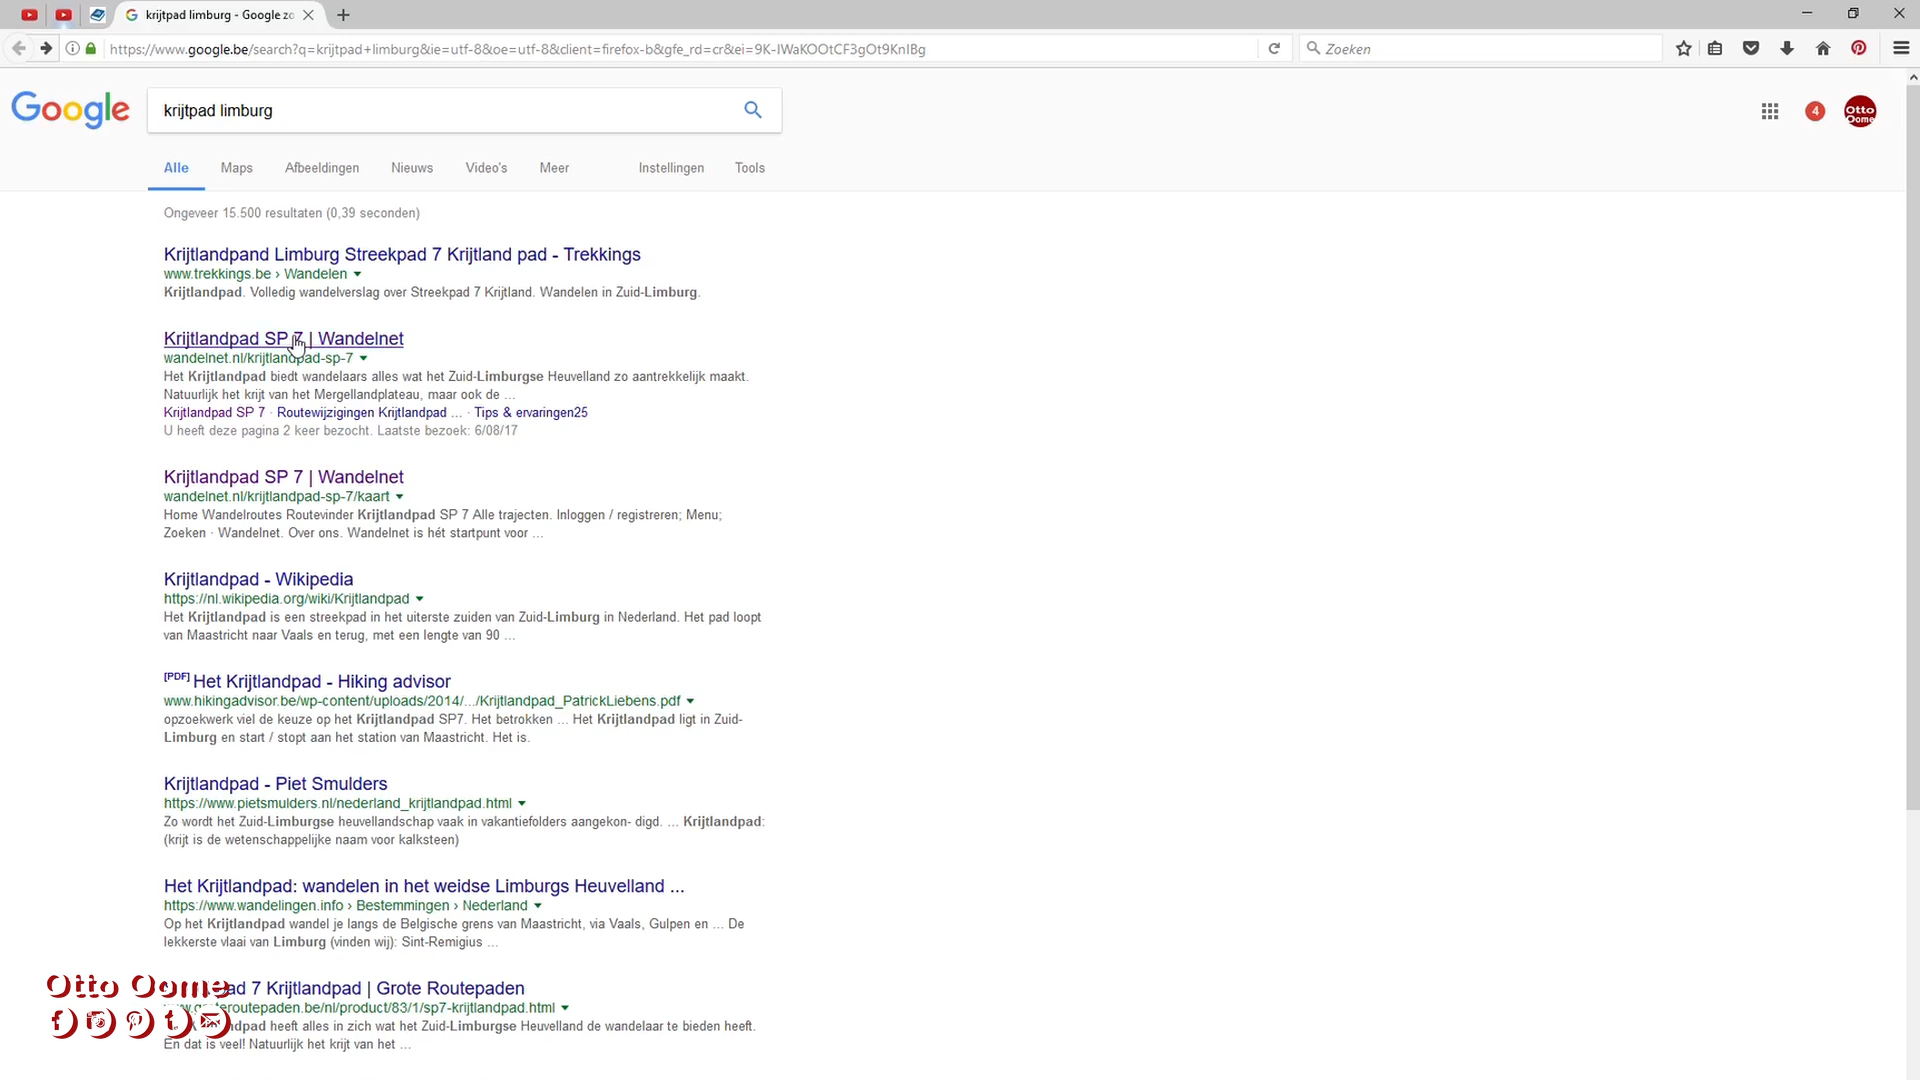 krijtpad limburg - Google zo
https://www.google.be/search?q=krijtpad+limburg&ie=utf-8&oe=utf-8&client=firefox-b&gfe_rd=cr&ei=9K-IWaKOOtCF3gOt9KnIBg
Zoeken
Google
krijtpad limburg
4
Otto Oome
Alle Maps Afbeeldingen Nieuws Video's Meer Instellingen Tools
Ongeveer 15.500 resultaten (0,39 seconden)
Krijtlandpand Limburg Streekpad 7 Krijtland pad - Trekkings
www.trekkings.be › Wandelen
Krijtlandpad. Volledig wandelverslag over Streekpad 7 Krijtland. Wandelen in Zuid-Limburg.
Krijtlandpad SP 7 | Wandelnet
wandelnet.nl/krijtlandpad-sp-7
Het Krijtlandpad biedt wandelaars alles wat het Zuid-Limburgse Heuvelland zo aantrekkelijk maakt.
Natuurlijk het krijt van het Mergellandplateau, maar ook de ...
Krijtlandpad SP 7 · Routewijzigingen Krijtlandpad ... · Tips & ervaringen25
U heeft deze pagina 2 keer bezocht. Laatste bezoek: 6/08/17
Krijtlandpad SP 7 | Wandelnet
wandelnet.nl/krijtlandpad-sp-7/kaart
Home Wandelroutes Routevinder Krijtlandpad SP 7 Alle trajecten. Inloggen / registreren; Menu;
Zoeken · Wandelnet. Over ons. Wandelnet is hét startpunt voor ...
Krijtlandpad - Wikipedia
https://nl.wikipedia.org/wiki/Krijtlandpad
Het Krijtlandpad is een streekpad in het uiterste zuiden van Zuid-Limburg in Nederland. Het pad loopt
van Maastricht naar Vaals en terug, met een lengte van 90 ...
[PDF] Het Krijtlandpad - Hiking advisor
www.hikingadvisor.be/wp-content/uploads/2014/.../Krijtlandpad_PatrickLiebens.pdf
opzoekwerk viel de keuze op het Krijtlandpad SP7. Het betrokken ... Het Krijtlandpad ligt in Zuid-
Limburg en start / stopt aan het station van Maastricht. Het is.
Krijtlandpad - Piet Smulders
https://www.pietsmulders.nl/nederland_krijtlandpad.html
Zo wordt het Zuid-Limburgse heuvellandschap vaak in vakantiefolders aangekon- digd. ... Krijtlandpad:
(krijt is de wetenschappelijke naam voor kalksteen)
Het Krijtlandpad: wandelen in het weidse Limburgs Heuvelland ...
https://www.wandelingen.info › Bestemmingen › Nederland
Op het Krijtlandpad wandel je langs de Belgische grens van Maastricht, via Vaals, Gulpen en ... De
lekkerste vlaai van Limburg (vinden wij): Sint-Remigius ...
Otto Oome
7 Krijtlandpad | Grote Routepaden
heeft alles in zich wat het Zuid-Limburgse Heuvelland de wandelaar te bieden heeft.
En dat is veel! Natuurlijk het krijt van het ...